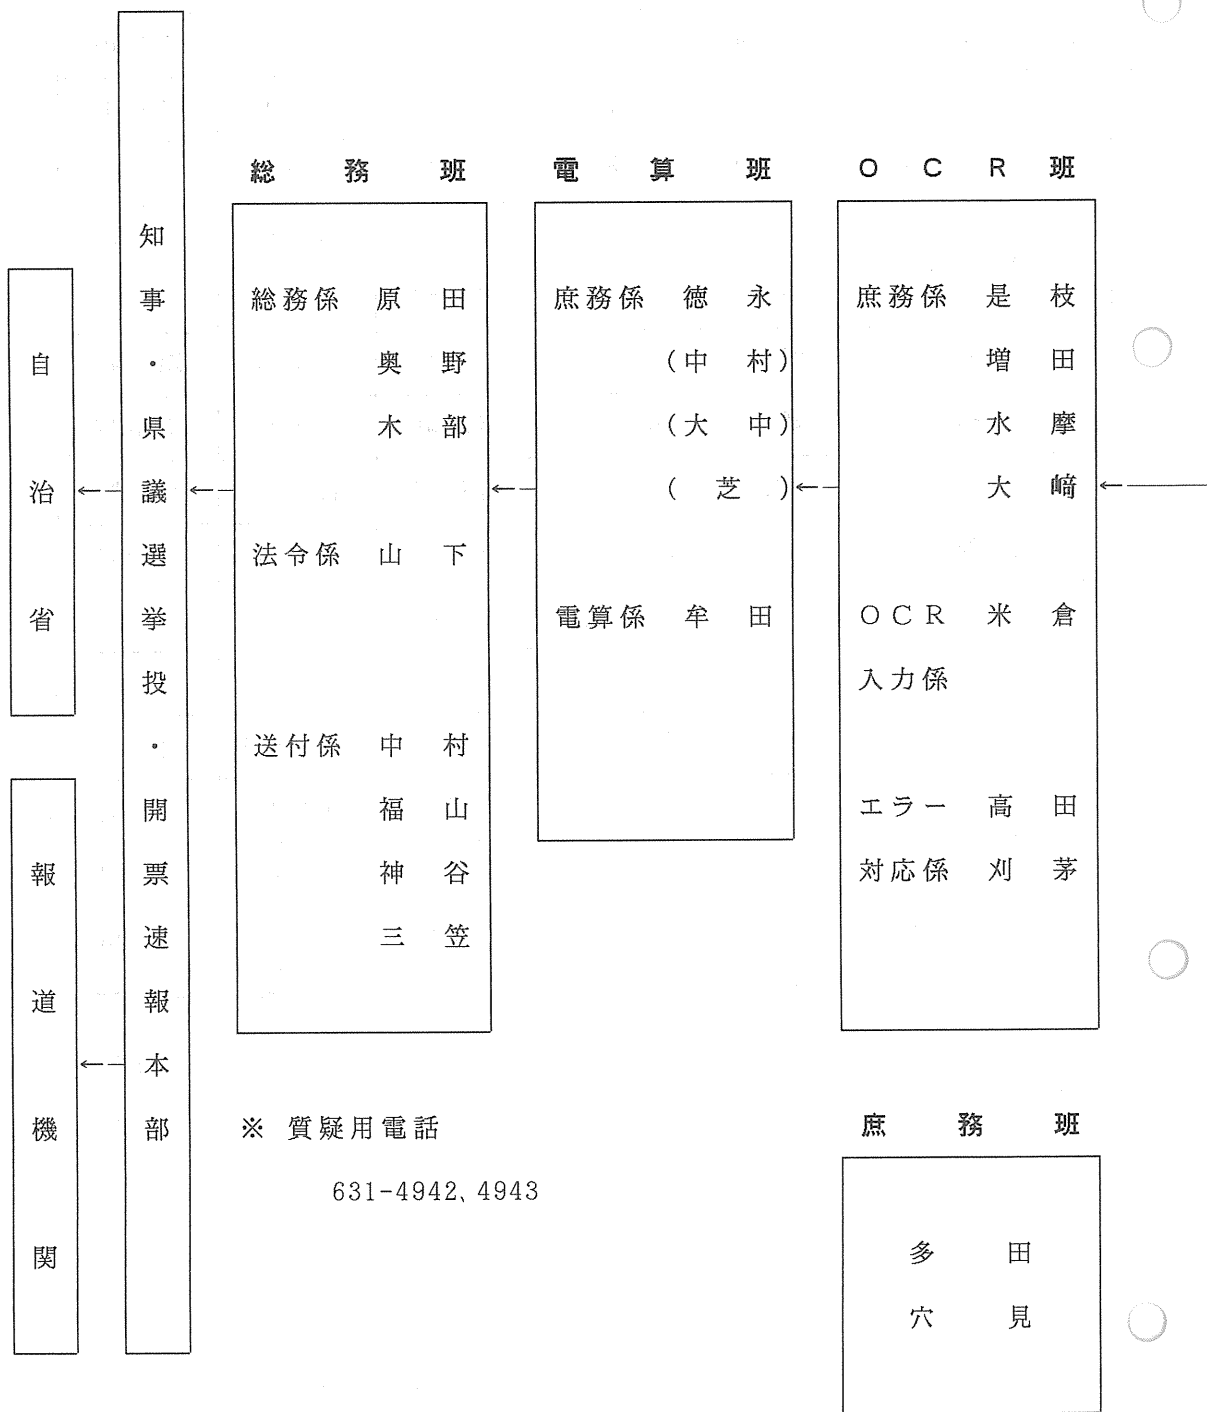 自治省
報道機関
知事・県議選挙投・開票速報本部
総務班
総務係 原田
奥野
木部
法令係 山下
送付係 中村
福山
神谷
三笠
電算班
庶務係 徳永
(中村)
(大中)
(芝)
電算係 牟田
OCR班
庶務係 是枝
増田
水摩
大﨑
OCR 米倉
入力係
エラー 高田
対応係 刈茅
※ 質疑用電話
631-4942、4943
庶務班
多田
穴見